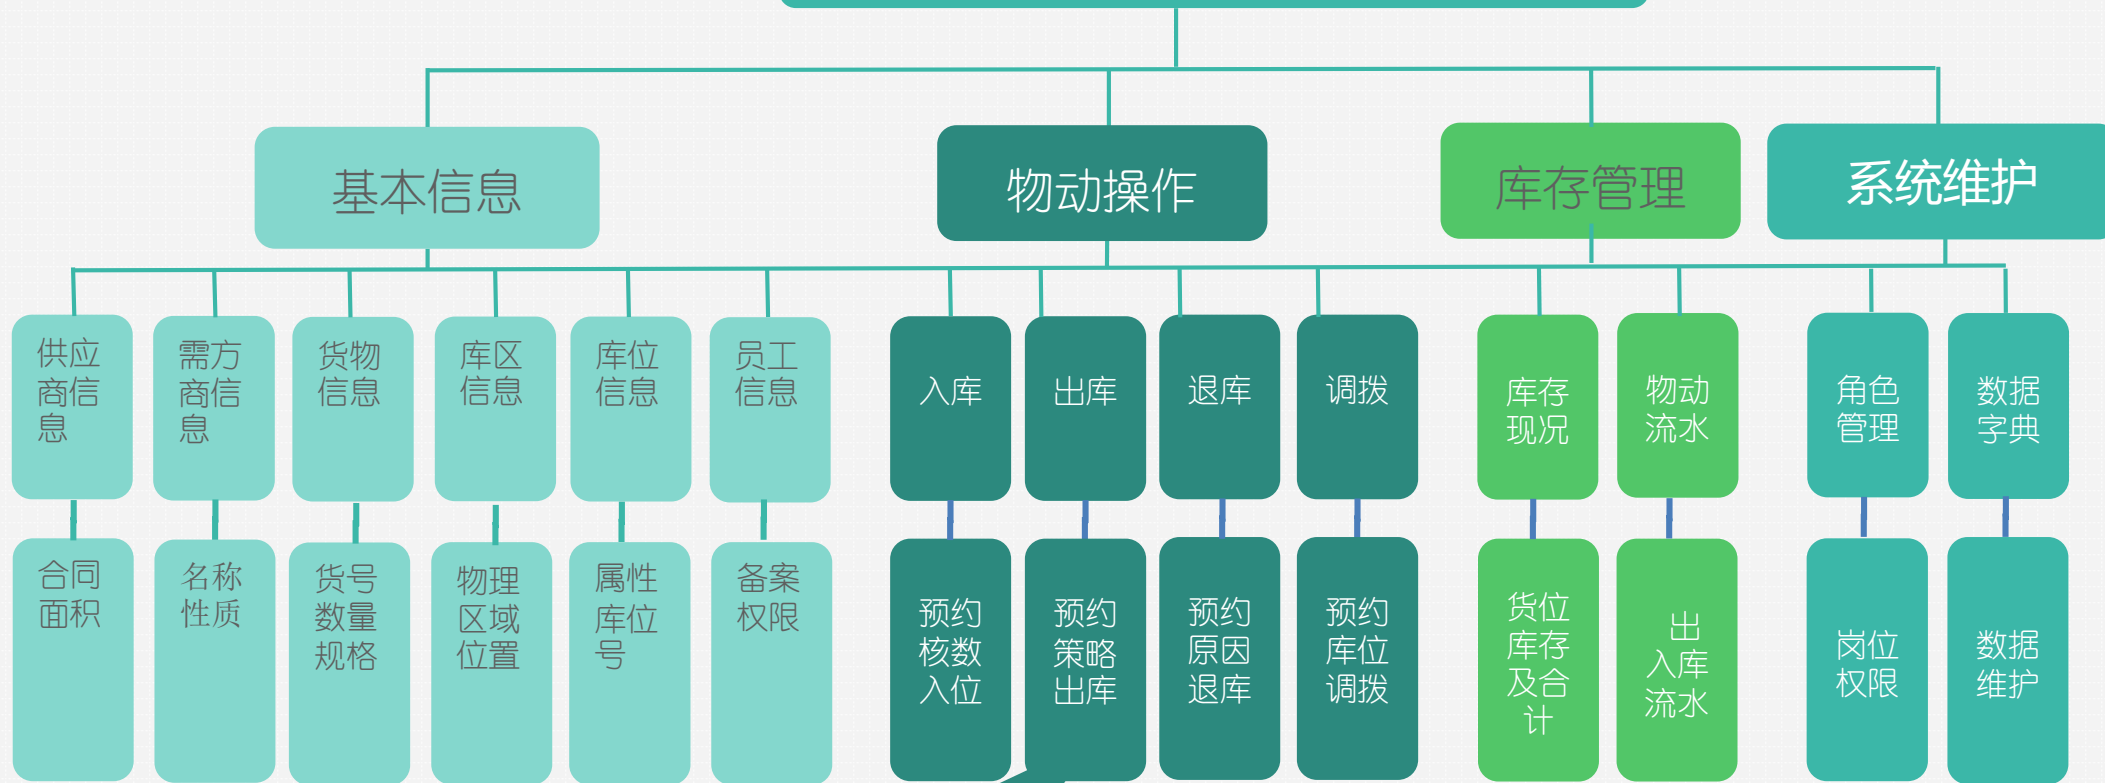 基本信息
物动操作
库存管理
系统维护
供应
商信
息
需方
商信
息
货物
信息
库区
信息
库位
信息
员工
信息
入库
出库
退库
调拨
库存
现况
物动
流水
角色
管理
数据
字典
合同
面积
名称
性质
货号
数量
规格
物理
区域
位置
属性
库位
号
备案
权限
预约
核数
入位
预约
策略
出库
预约
原因
退库
预约
库位
调拨
货位
库存
及合
计
出
入库
流水
岗位
权限
数据
维护